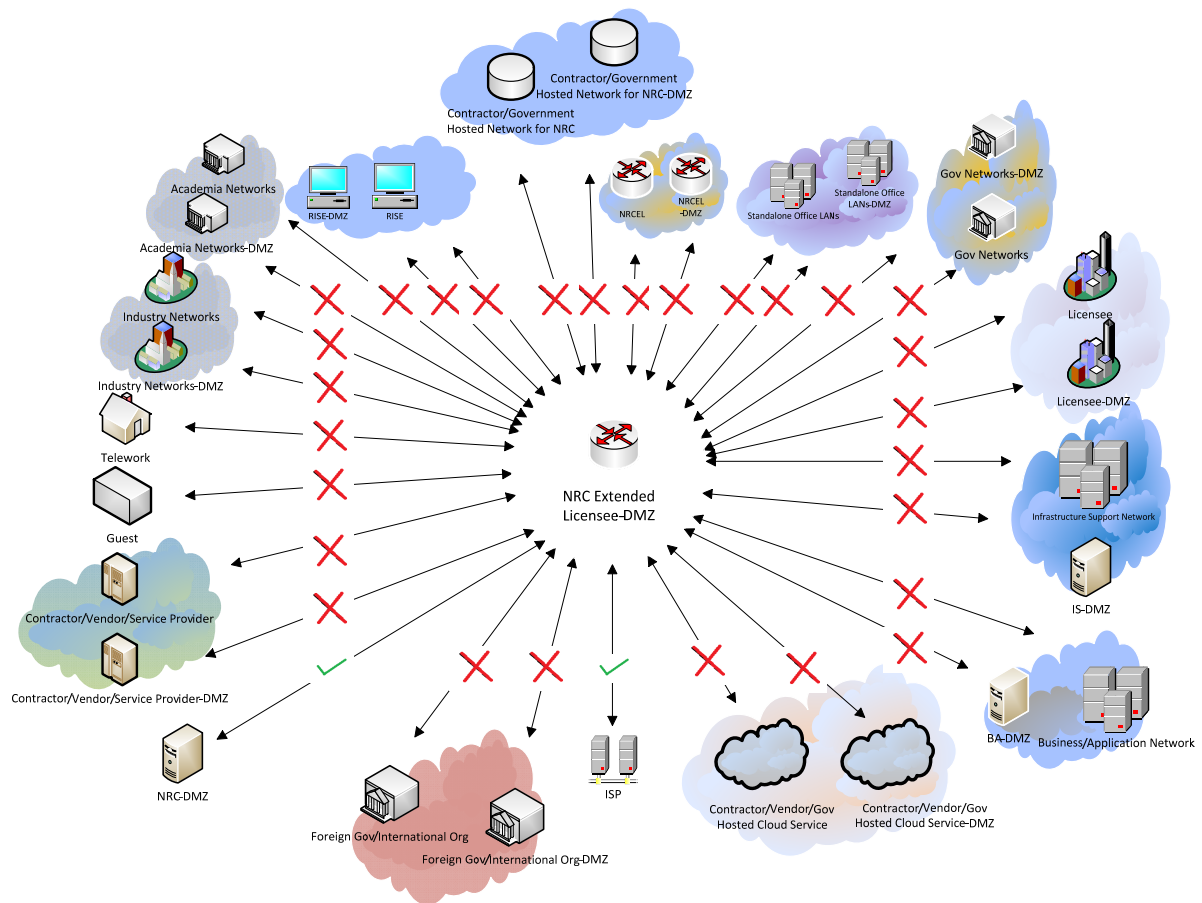 Contractor/Government
Hosted Network for NRC-DMZ
Contractor/Government
Hosted Network for NRC
Academia Networks
Academia Networks-DMZ
RISE-DMZ
RISE
NRCEL
NRCEL
-DMZ
Standalone Office LANs
Standalone Office
LANs-DMZ
Gov Networks-DMZ
Gov Networks
Industry Networks
Industry Networks-DMZ
Licensee
Licensee-DMZ
Telework
Guest
NRC Extended
Licensee-DMZ
Infrastructure Support Network
IS-DMZ
Contractor/Vendor/Service Provider
Contractor/Vendor/Service Provider-DMZ
NRC-DMZ
BA-DMZ
Business/Application Network
ISP
Foreign Gov/International Org
Foreign Gov/International Org-DMZ
Contractor/Vendor/Gov
Hosted Cloud Service
Contractor/Vendor/Gov
Hosted Cloud Service-DMZ